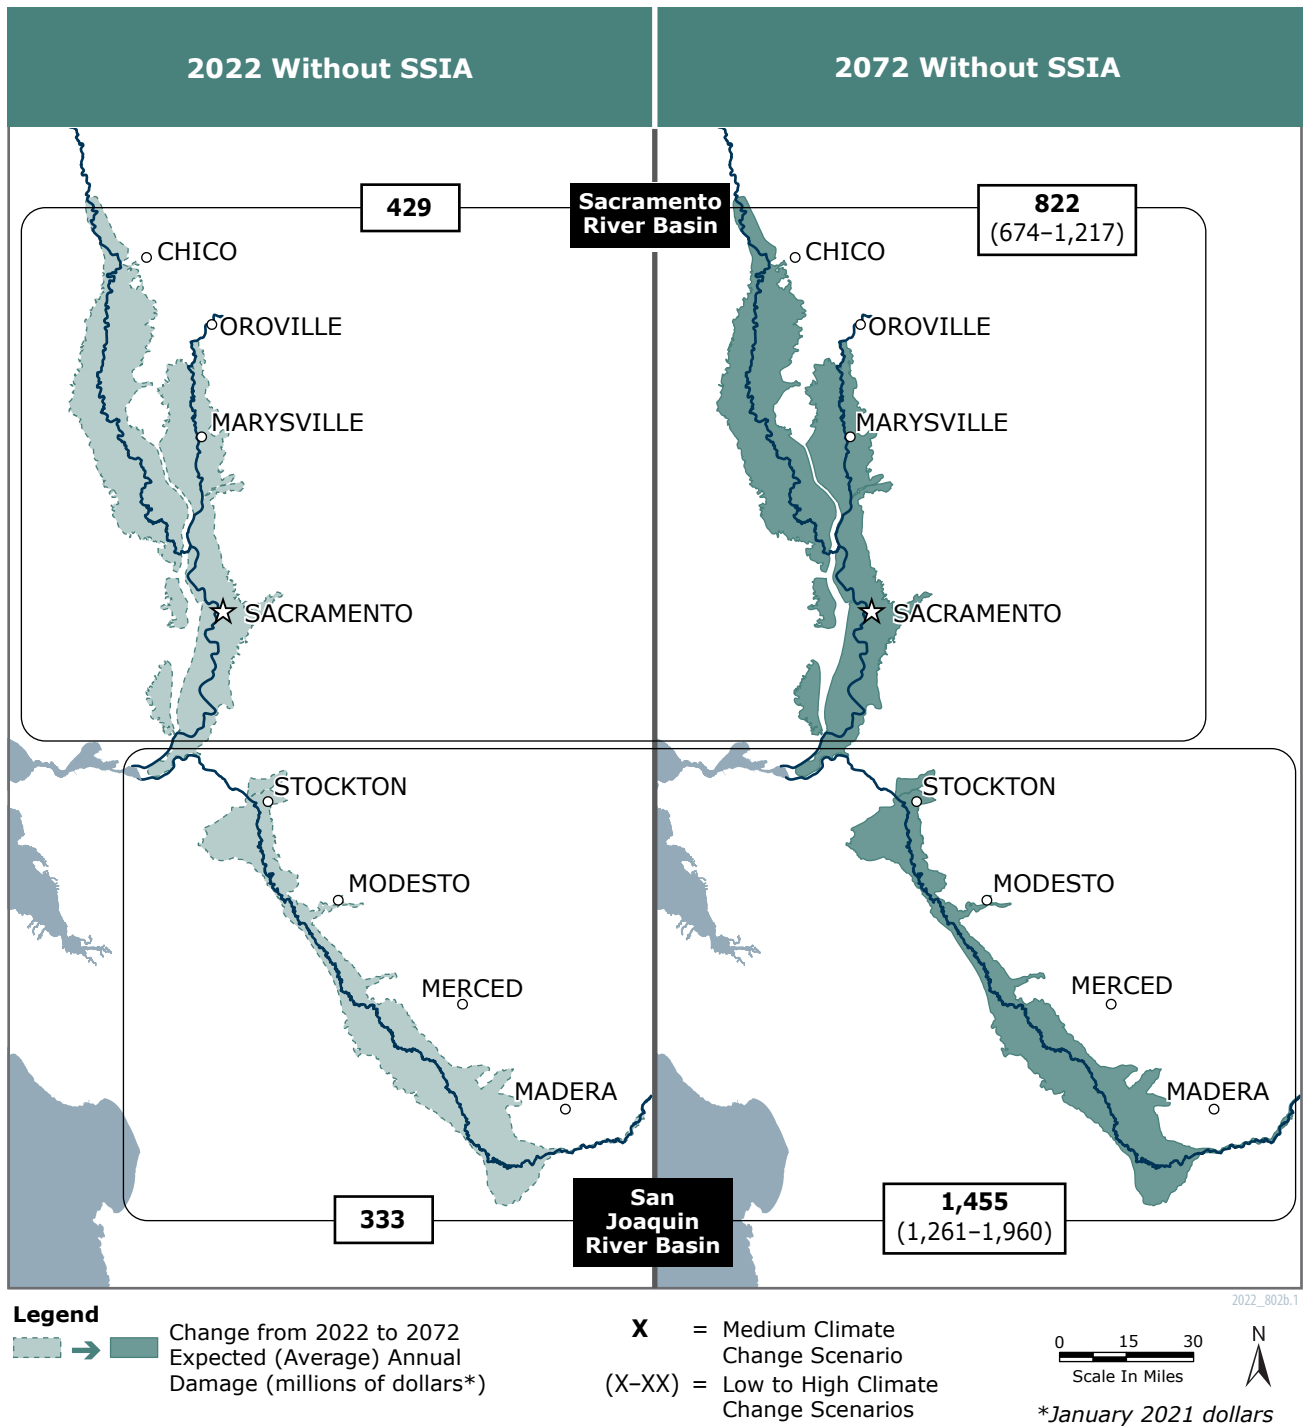 2022 Without SSIA
2072 Without SSIA
429
Sacramento
River Basin
822
(674–1,217)
CHICO
OROVILLE
MARYSVILLE
SACRAMENTO
CHICO
OROVILLE
MARYSVILLE
SACRAMENTO
STOCKTON
MODESTO
MERCED
MADERA
STOCKTON
MODESTO
MERCED
MADERA
333
San
Joaquin
River Basin
1,455
(1,261–1,960)
2022_802b.1
Legend
Change from 2022 to 2072
Expected (Average) Annual
Damage (millions of dollars*)
X = Medium Climate
Change Scenario
(X–XX) = Low to High Climate
Change Scenarios
0 15 30
Scale In Miles
N
*January 2021 dollars